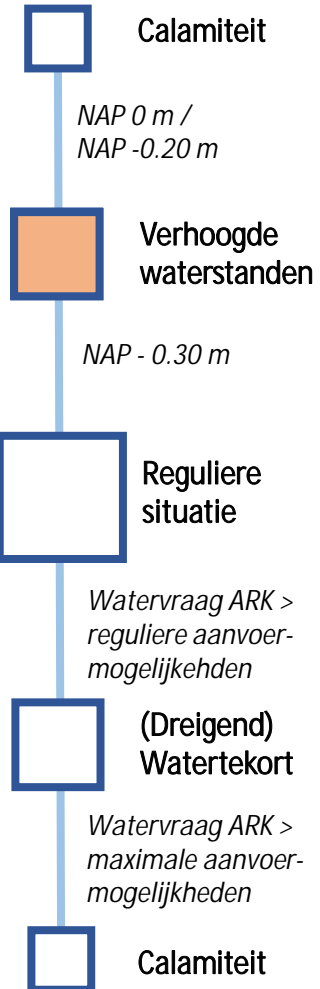 Calamiteit
NAP 0 m /
NAP -0.20 m
Verhoogde
waterstanden
NAP - 0.30 m
Reguliere
situatie
Watervraag ARK >
reguliere aanvoer-
mogelijkehden
(Dreigend)
Watertekort
Watervraag ARK >
maximale aanvoer-
mogelijkheden
Calamiteit